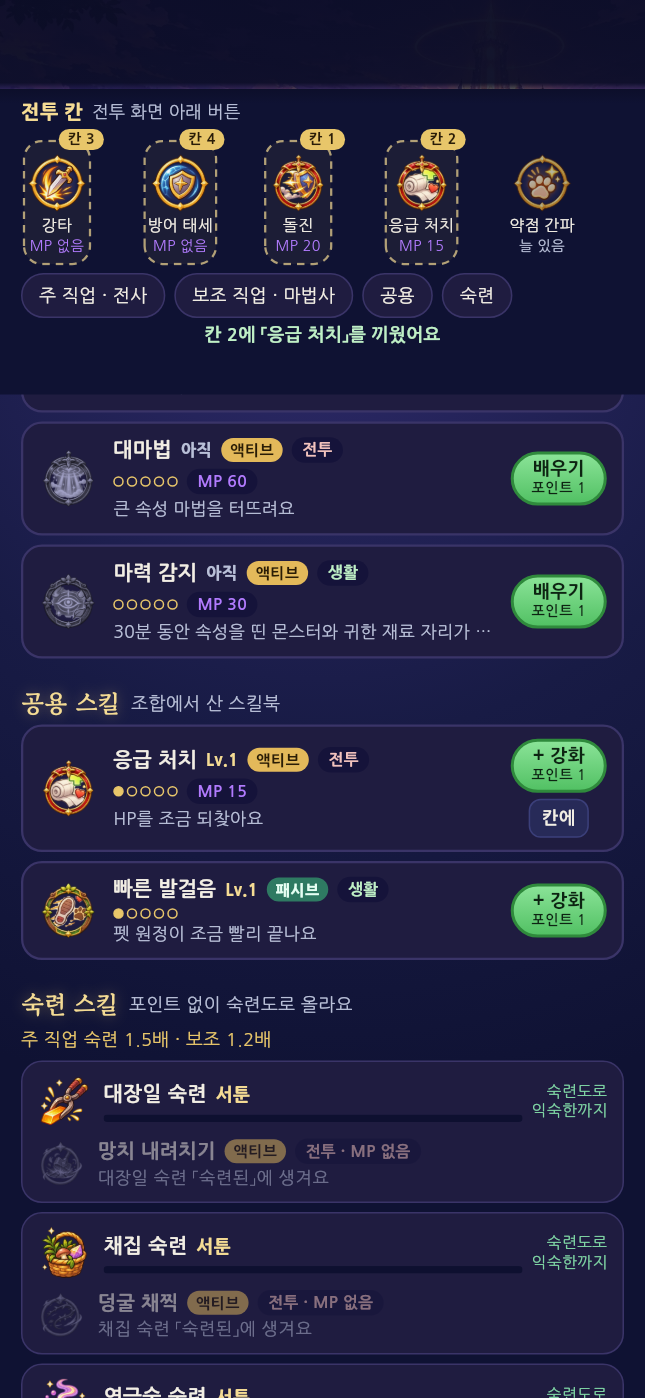 전투 칸 전투 화면 아래 버튼
칸 3 칸 4 칸 1 칸 2
강타 방어 태세 돌진 응급 처치 약점 간파
MP 없음 MP 없음 MP 20 MP 15 늘 있음
주 직업 · 전사 보조 직업 · 마법사 공용 숙련
칸 2에 「응급 처치」를 끼웠어요
대마법 아직 액티브 전투
MP 60
큰 속성 마법을 터뜨려요
배우기
포인트 1
마력 감지 아직 액티브 생활
MP 30
30분 동안 속성을 띤 몬스터와 귀한 재료 자리가 …
배우기
포인트 1
공용 스킬 조합에서 산 스킬북
응급 처치 Lv.1 액티브 전투
MP 15
HP를 조금 되찾아요
+ 강화
포인트 1
칸에
빠른 발걸음 Lv.1 패시브 생활
펫 원정이 조금 빨리 끝나요
+ 강화
포인트 1
숙련 스킬 포인트 없이 숙련도로 올라요
주 직업 숙련 1.5배 · 보조 1.2배
대장일 숙련 서툰
숙련도로
익숙한까지
망치 내려치기 액티브 전투 · MP 없음
대장일 숙련 「숙련된」에 생겨요
채집 숙련 서툰
숙련도로
익숙한까지
덩굴 채찍 액티브 전투 · MP 없음
채집 숙련 「숙련된」에 생겨요
연금술 숙련 서툰
숙련도로